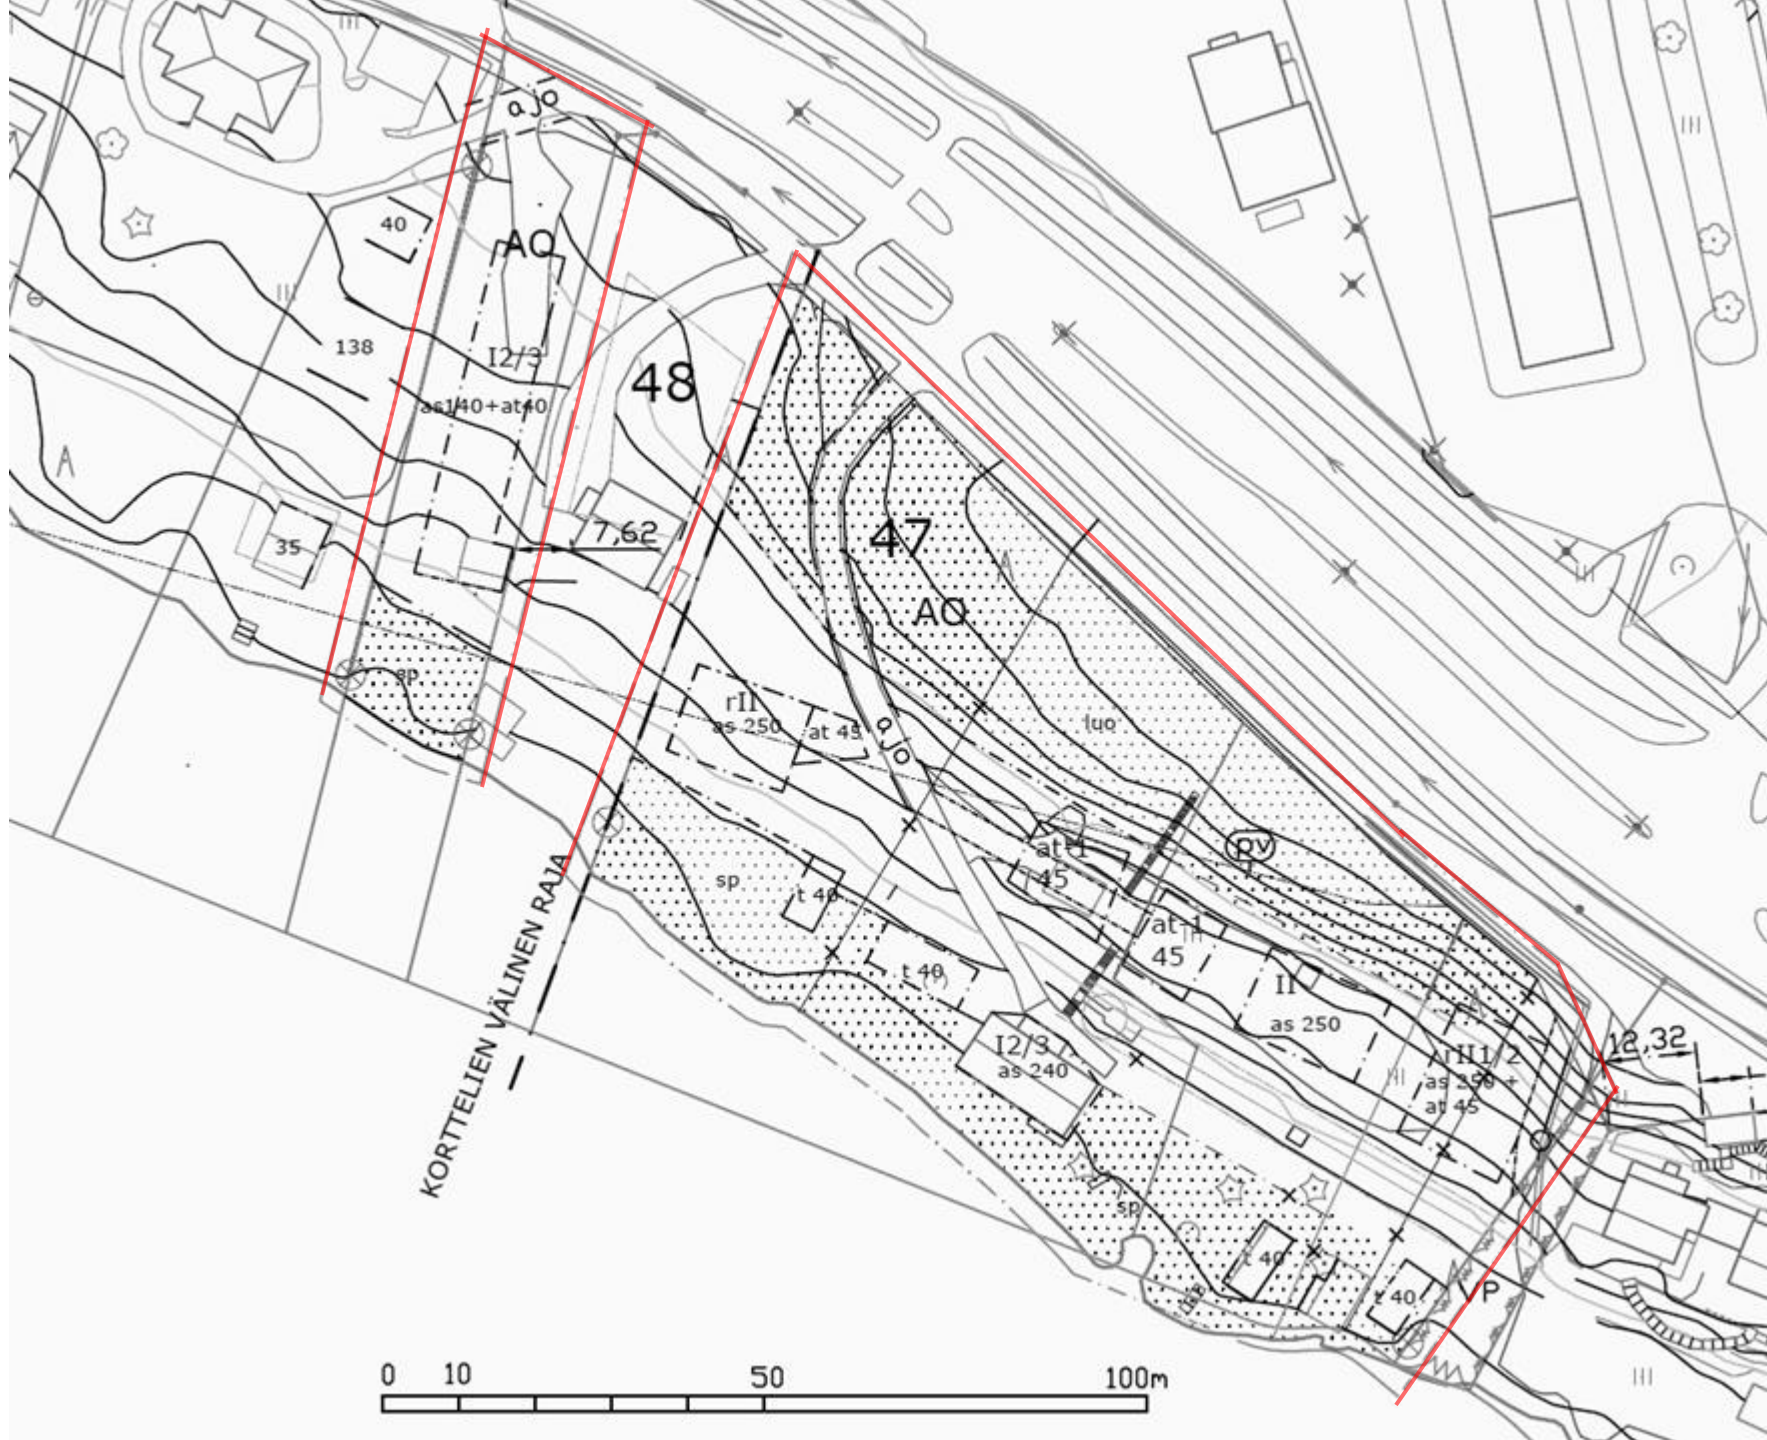 ajo
40
AO
138
I2/3
as140+at40
48
7,62
35
sp
47
AO
rII
as 250
at 45
ajo
luo
pv
at-1
45
at-1
45
sp
t 40
t 40
II
as 250
I2/3
as 240
rII1/2
as 250 +
at 45
12,32
sp
t 40
t 40
VP
KORTTELIEN VÄLINEN RAJA
0 10 50 100m